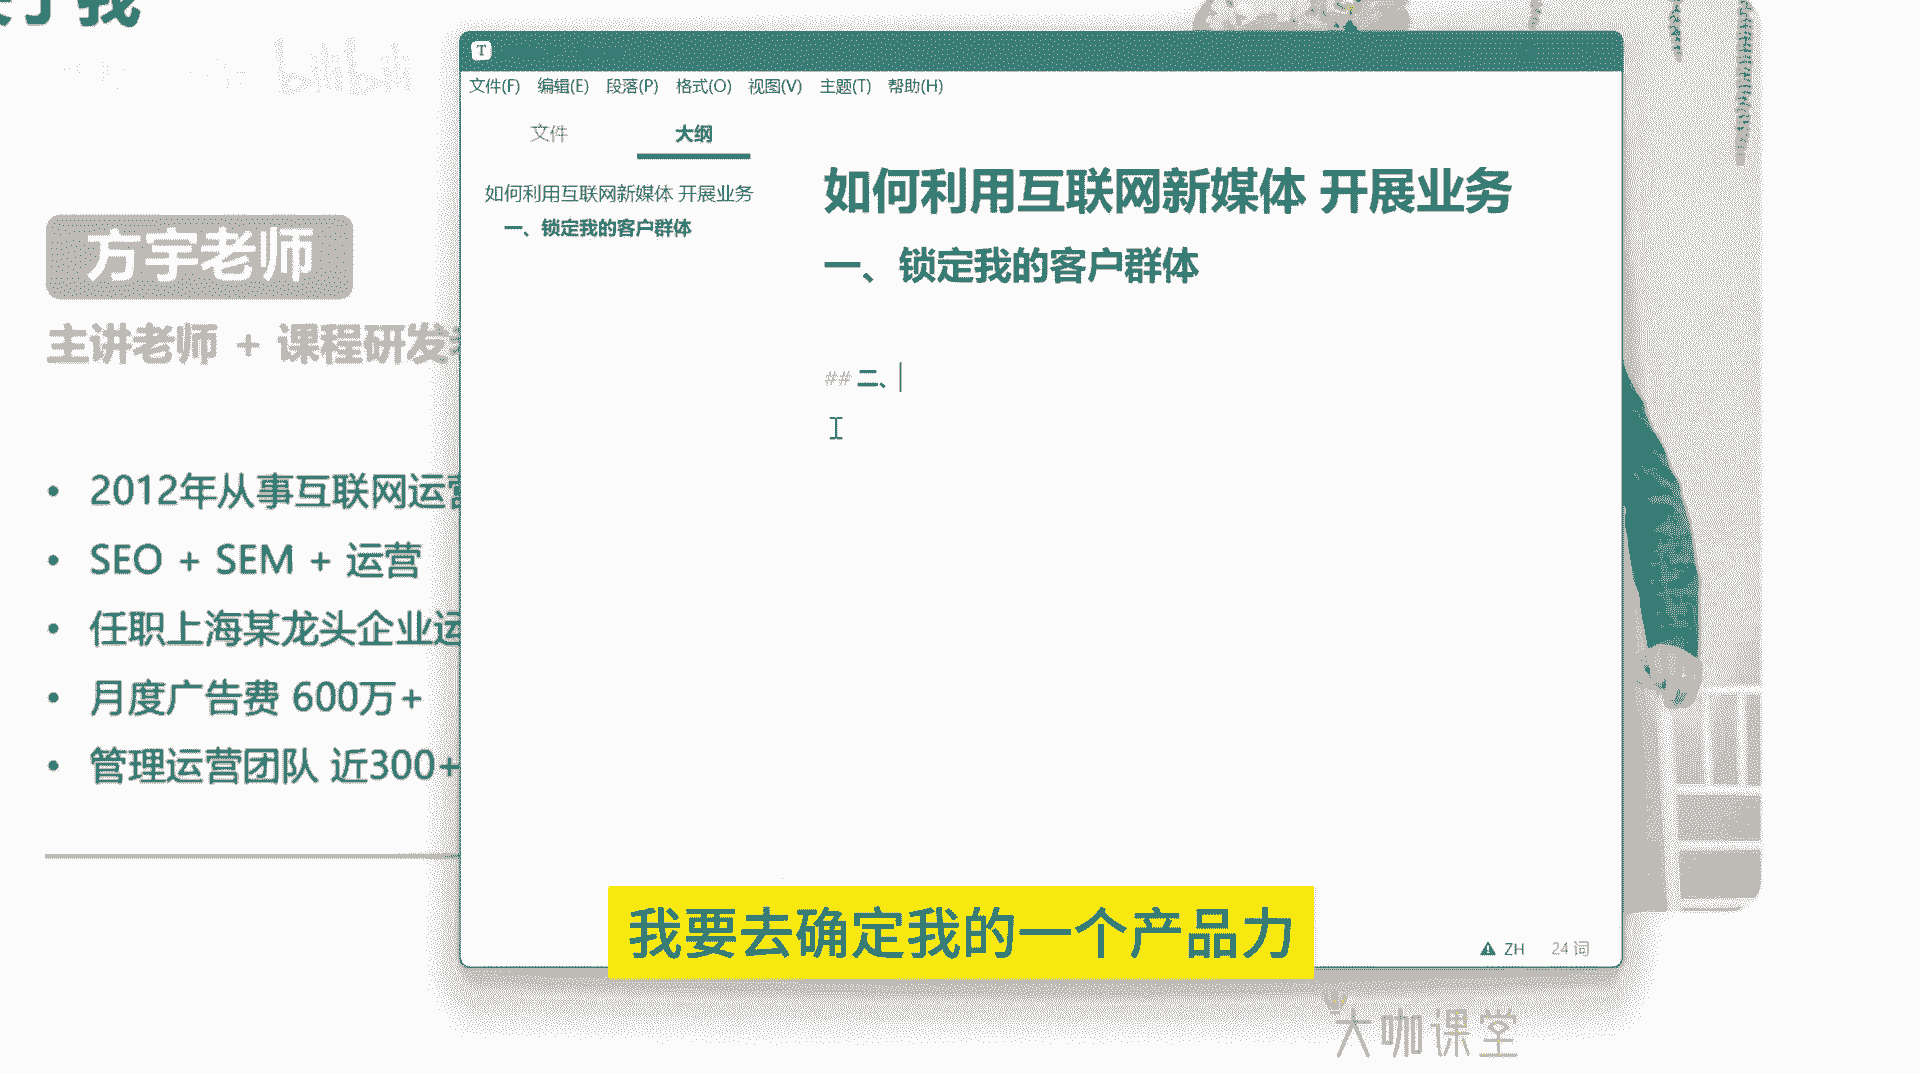 了我
bilibili
T
文件(F) 编辑(E) 段落(P) 格式(O) 视图(V) 主题(T) 帮助(H)
文件 大纲
如何利用互联网新媒体 开展业务
一、锁定我的客户群体
如何利用互联网新媒体 开展业务
一、锁定我的客户群体
## 二、
方宇老师
主讲老师 + 课程研发
• 2012年从事互联网运营
• SEO + SEM + 运营
• 任职上海某龙头企业运
• 月度广告费 600万+
• 管理运营团队 近300+
我要去确定我的一个产品力
ZH 24 词
大咖课堂